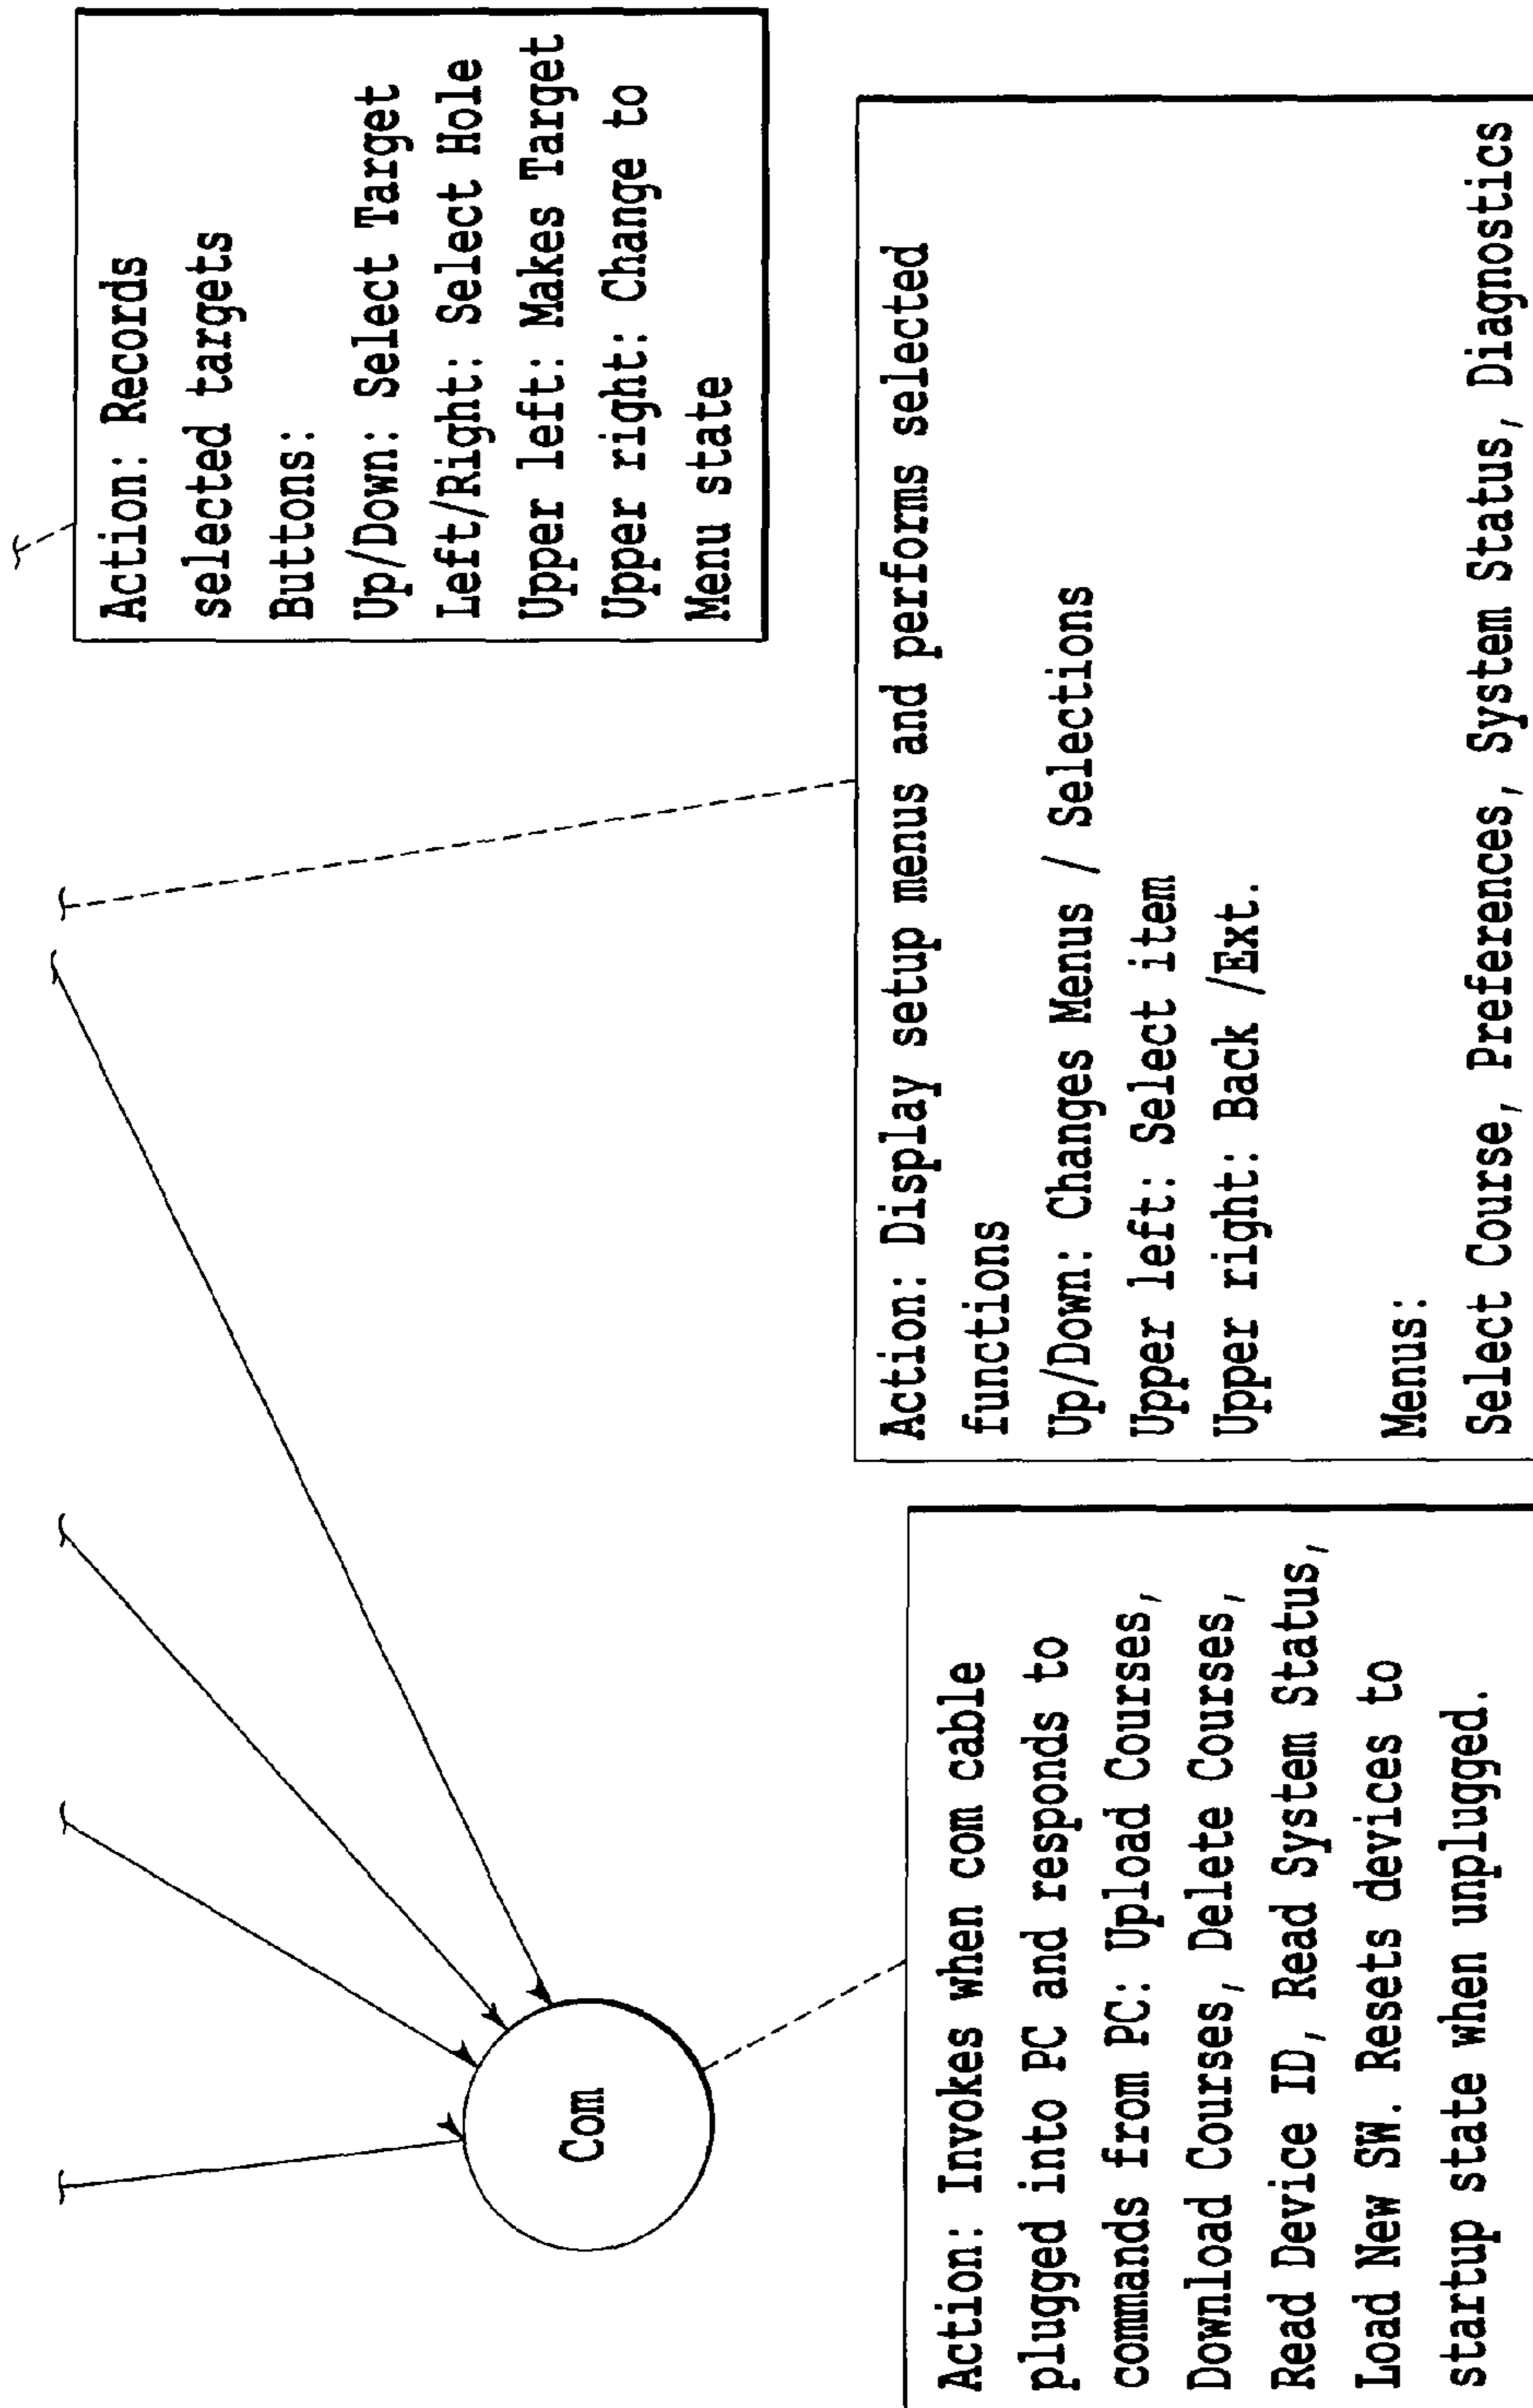 Com
Action: Invokes when com cable
plugged into PC and responds to
commands from PC: Upload Courses,
Download Courses, Delete Courses,
Read Device ID, Read System Status,
Load New SW. Resets devices to
startup state when unplugged.
Action: Display setup menus and performs selected
functions
Up/Down: Changes Menus / Selections
Upper left: Select item
Upper right: Back /Ext.
Menus:
Select Course, Preferences, System Status, Diagnostics
Action: Records
selected targets
Buttons:
Up/Down: Select Target
Left/Right: Select Hole
Upper left: Makes Target
Upper right: Change to
Menu state